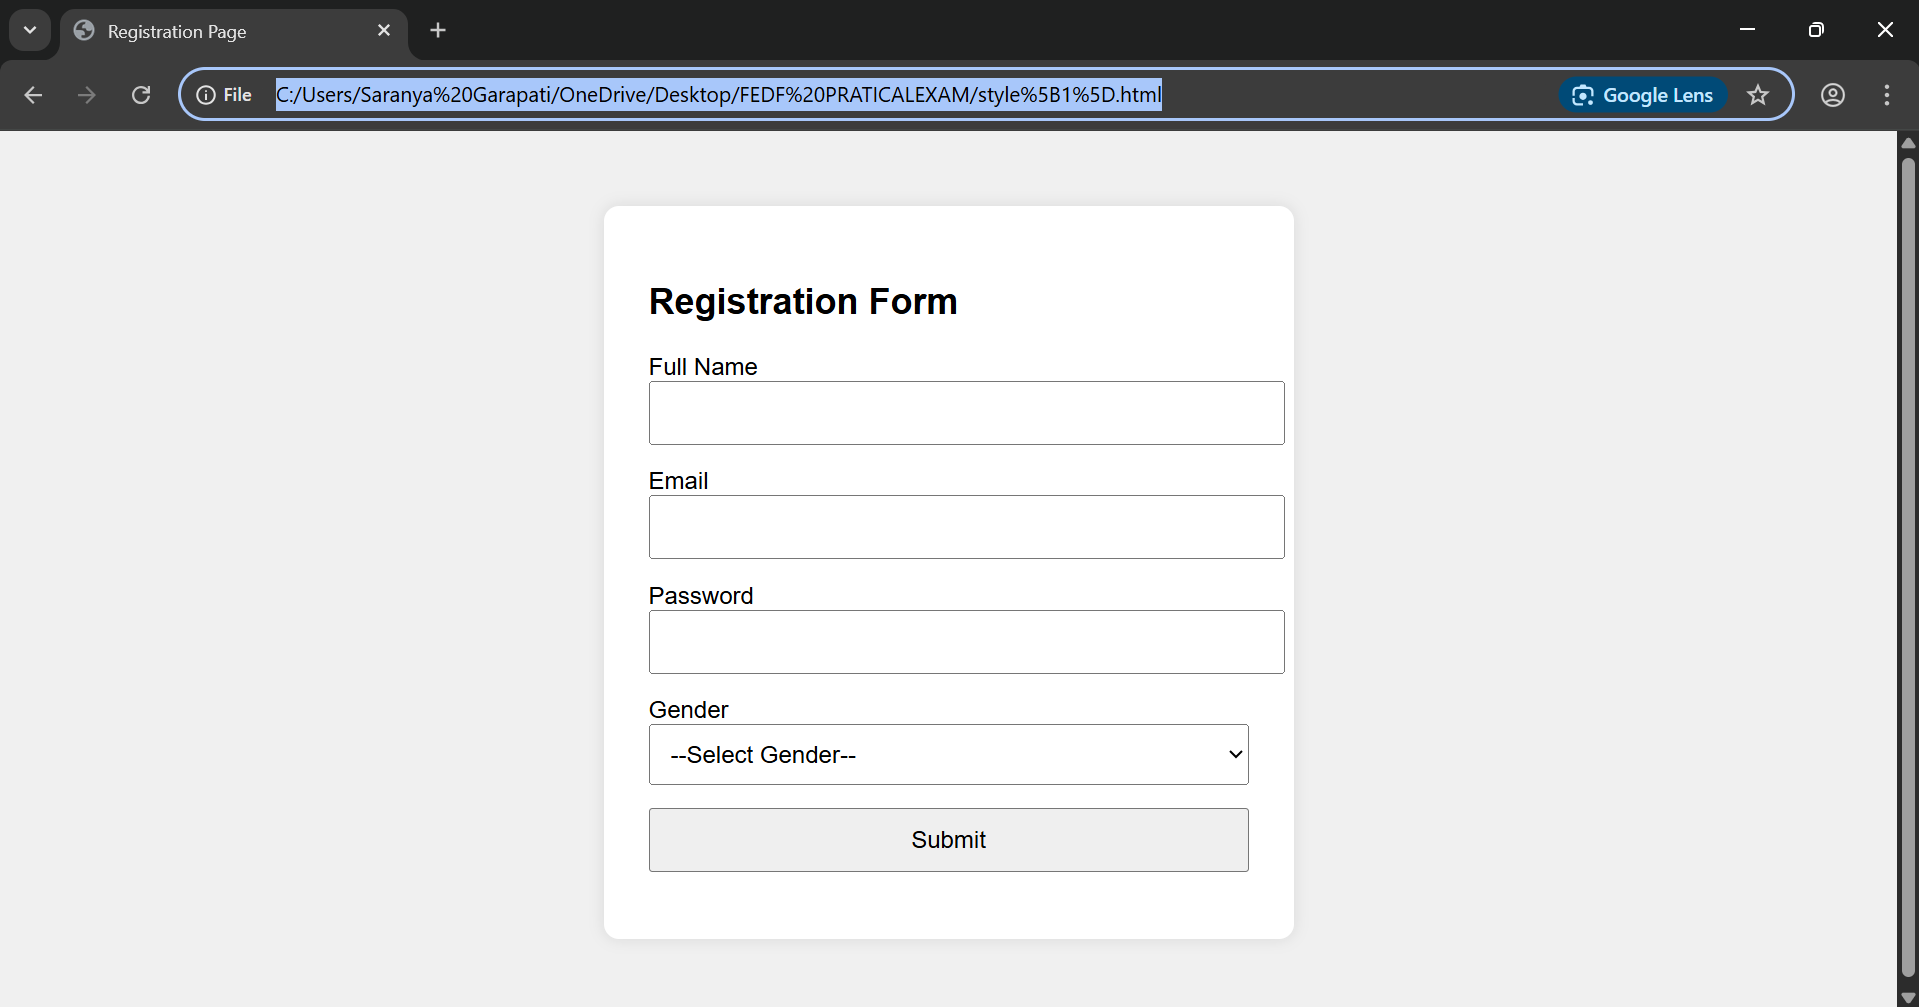 Registration Page
File C:/Users/Saranya%20Garapati/OneDrive/Desktop/FEDF%20PRATICALEXAM/style%5B1%5D.html Google Lens
Registration Form
Full Name
Email
Password
Gender
--Select Gender--
Submit